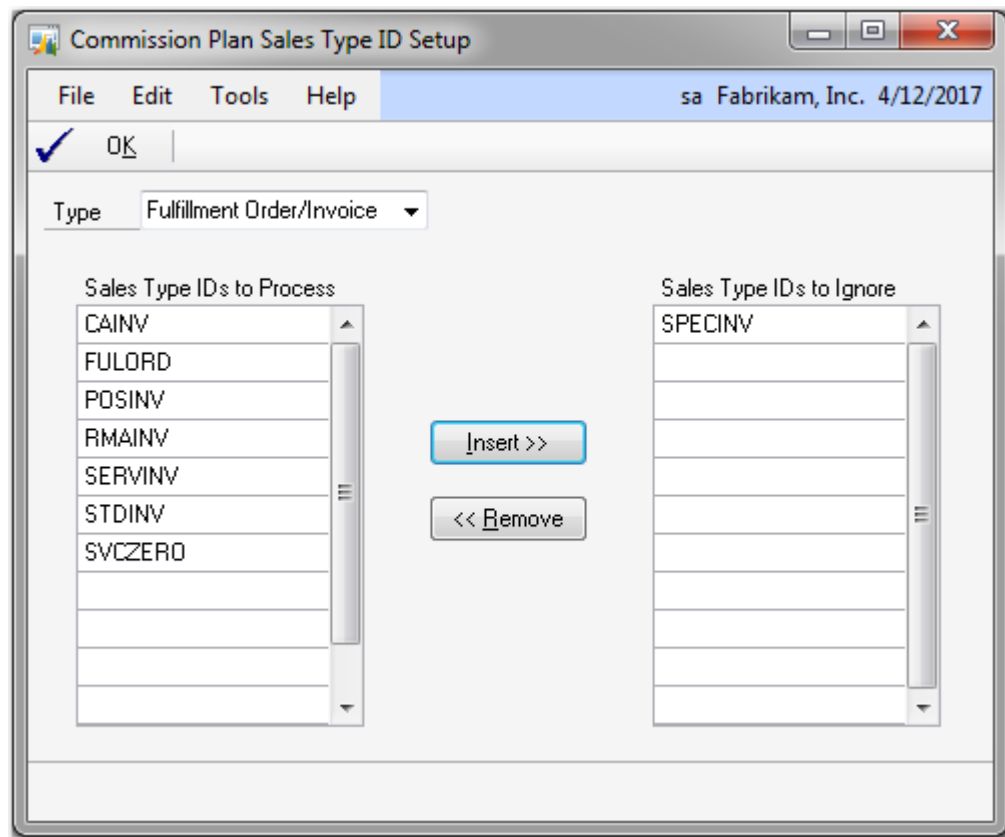 Commission Plan Sales Type ID Setup
File Edit Tools Help sa Fabrikam, Inc. 4/12/2017
OK
Type Fulfillment Order/Invoice
Sales Type IDs to Process
CAINV
FULORD
POSINV
RMAINV
SERVINV
STDINV
SVCZERO
Insert >>
<< Remove
Sales Type IDs to Ignore
SPECINV